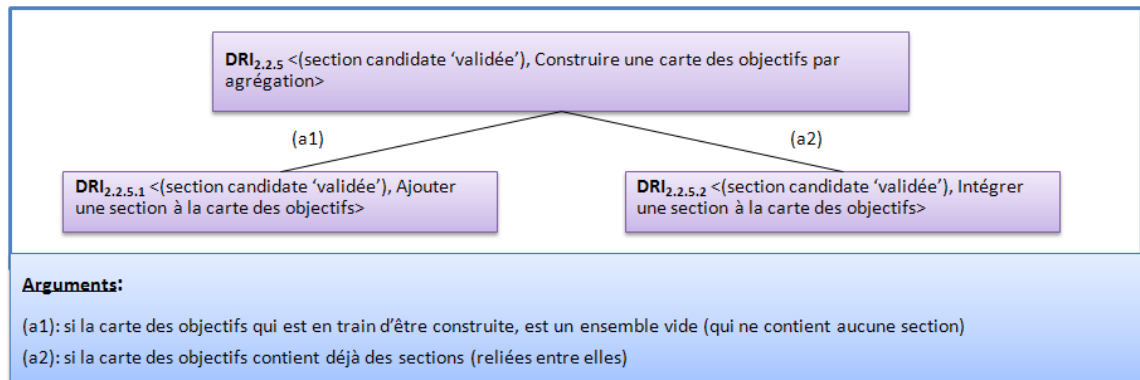 DRI2.2.5 <(section candidate ‘validée’), Construire une carte des objectifs par
agrégation>
(a1)
(a2)
DRI2.2.5.1 <(section candidate ‘validée’), Ajouter
une section à la carte des objectifs>
DRI2.2.5.2 <(section candidate ‘validée’), Intégrer
une section à la carte des objectifs>
Arguments:
(a1): si la carte des objectifs qui est en train d’être construite, est un ensemble vide (qui ne contient aucune section)
(a2): si la carte des objectifs contient déjà des sections (reliées entre elles)